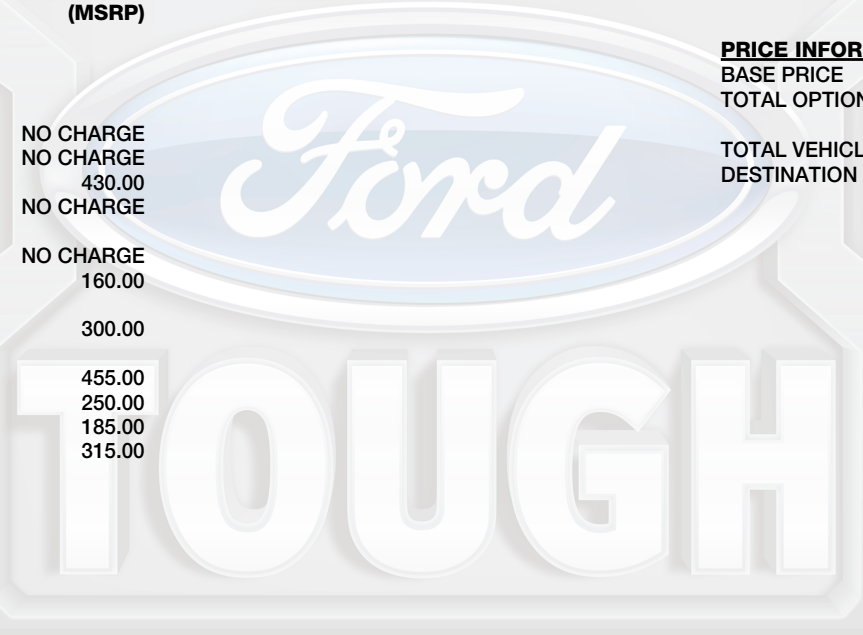 (MSRP)
NO CHARGE
NO CHARGE
430.00
NO CHARGE
NO CHARGE
160.00
300.00
455.00
250.00
185.00
315.00
PRICE INFOR
BASE PRICE
TOTAL OPTION
TOTAL VEHICL
DESTINATION
Ford
TOUGH